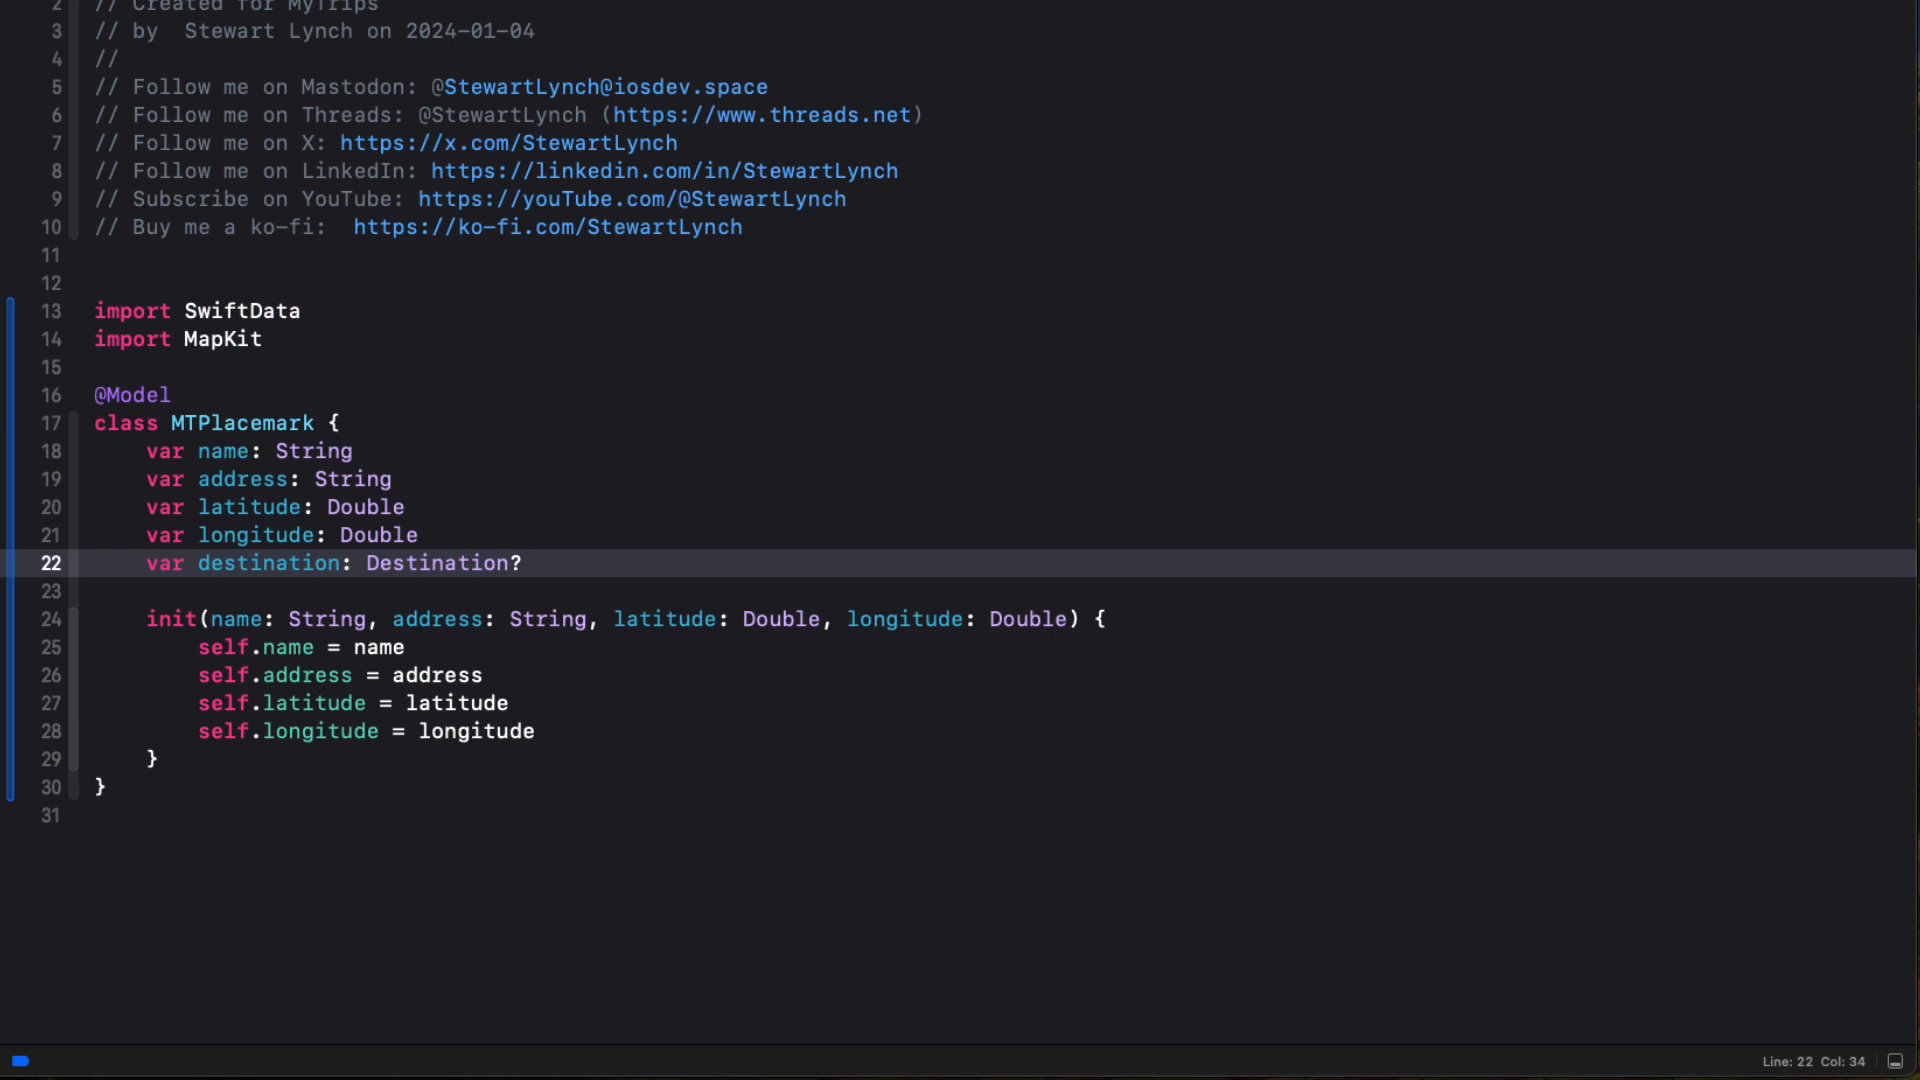 2 // Created for MyTrips
3 // by  Stewart Lynch on 2024-01-04
4 //
5 // Follow me on Mastodon: @StewartLynch@iosdev.space
6 // Follow me on Threads: @StewartLynch (https://www.threads.net)
7 // Follow me on X: https://x.com/StewartLynch
8 // Follow me on LinkedIn: https://linkedin.com/in/StewartLynch
9 // Subscribe on YouTube: https://youTube.com/@StewartLynch
10 // Buy me a ko-fi:  https://ko-fi.com/StewartLynch
11
12
13 import SwiftData
14 import MapKit
15
16 @Model
17 class MTPlacemark {
18     var name: String
19     var address: String
20     var latitude: Double
21     var longitude: Double
22     var destination: Destination?
23
24     init(name: String, address: String, latitude: Double, longitude: Double) {
25         self.name = name
26         self.address = address
27         self.latitude = latitude
28         self.longitude = longitude
29     }
30 }
31
Line: 22 Col: 34